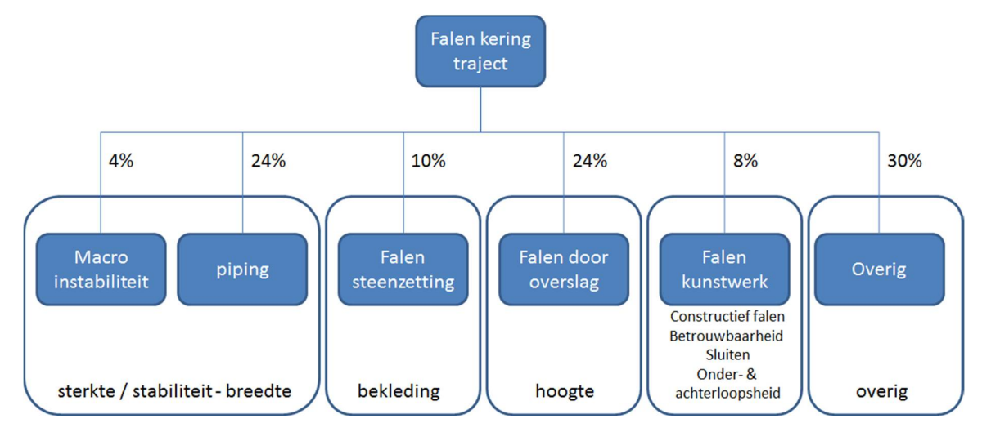 Falen kering
traject
4%
24%
10%
24%
8%
30%
Macro
instabiliteit
piping
Falen
steenzetting
Falen door
overslag
Falen
kunstwerk
Overig
Constructief falen
Betrouwbaarheid
Sluiten
Onder- &
achterloopsheid
sterkte / stabiliteit - breedte
bekleding
hoogte
overig